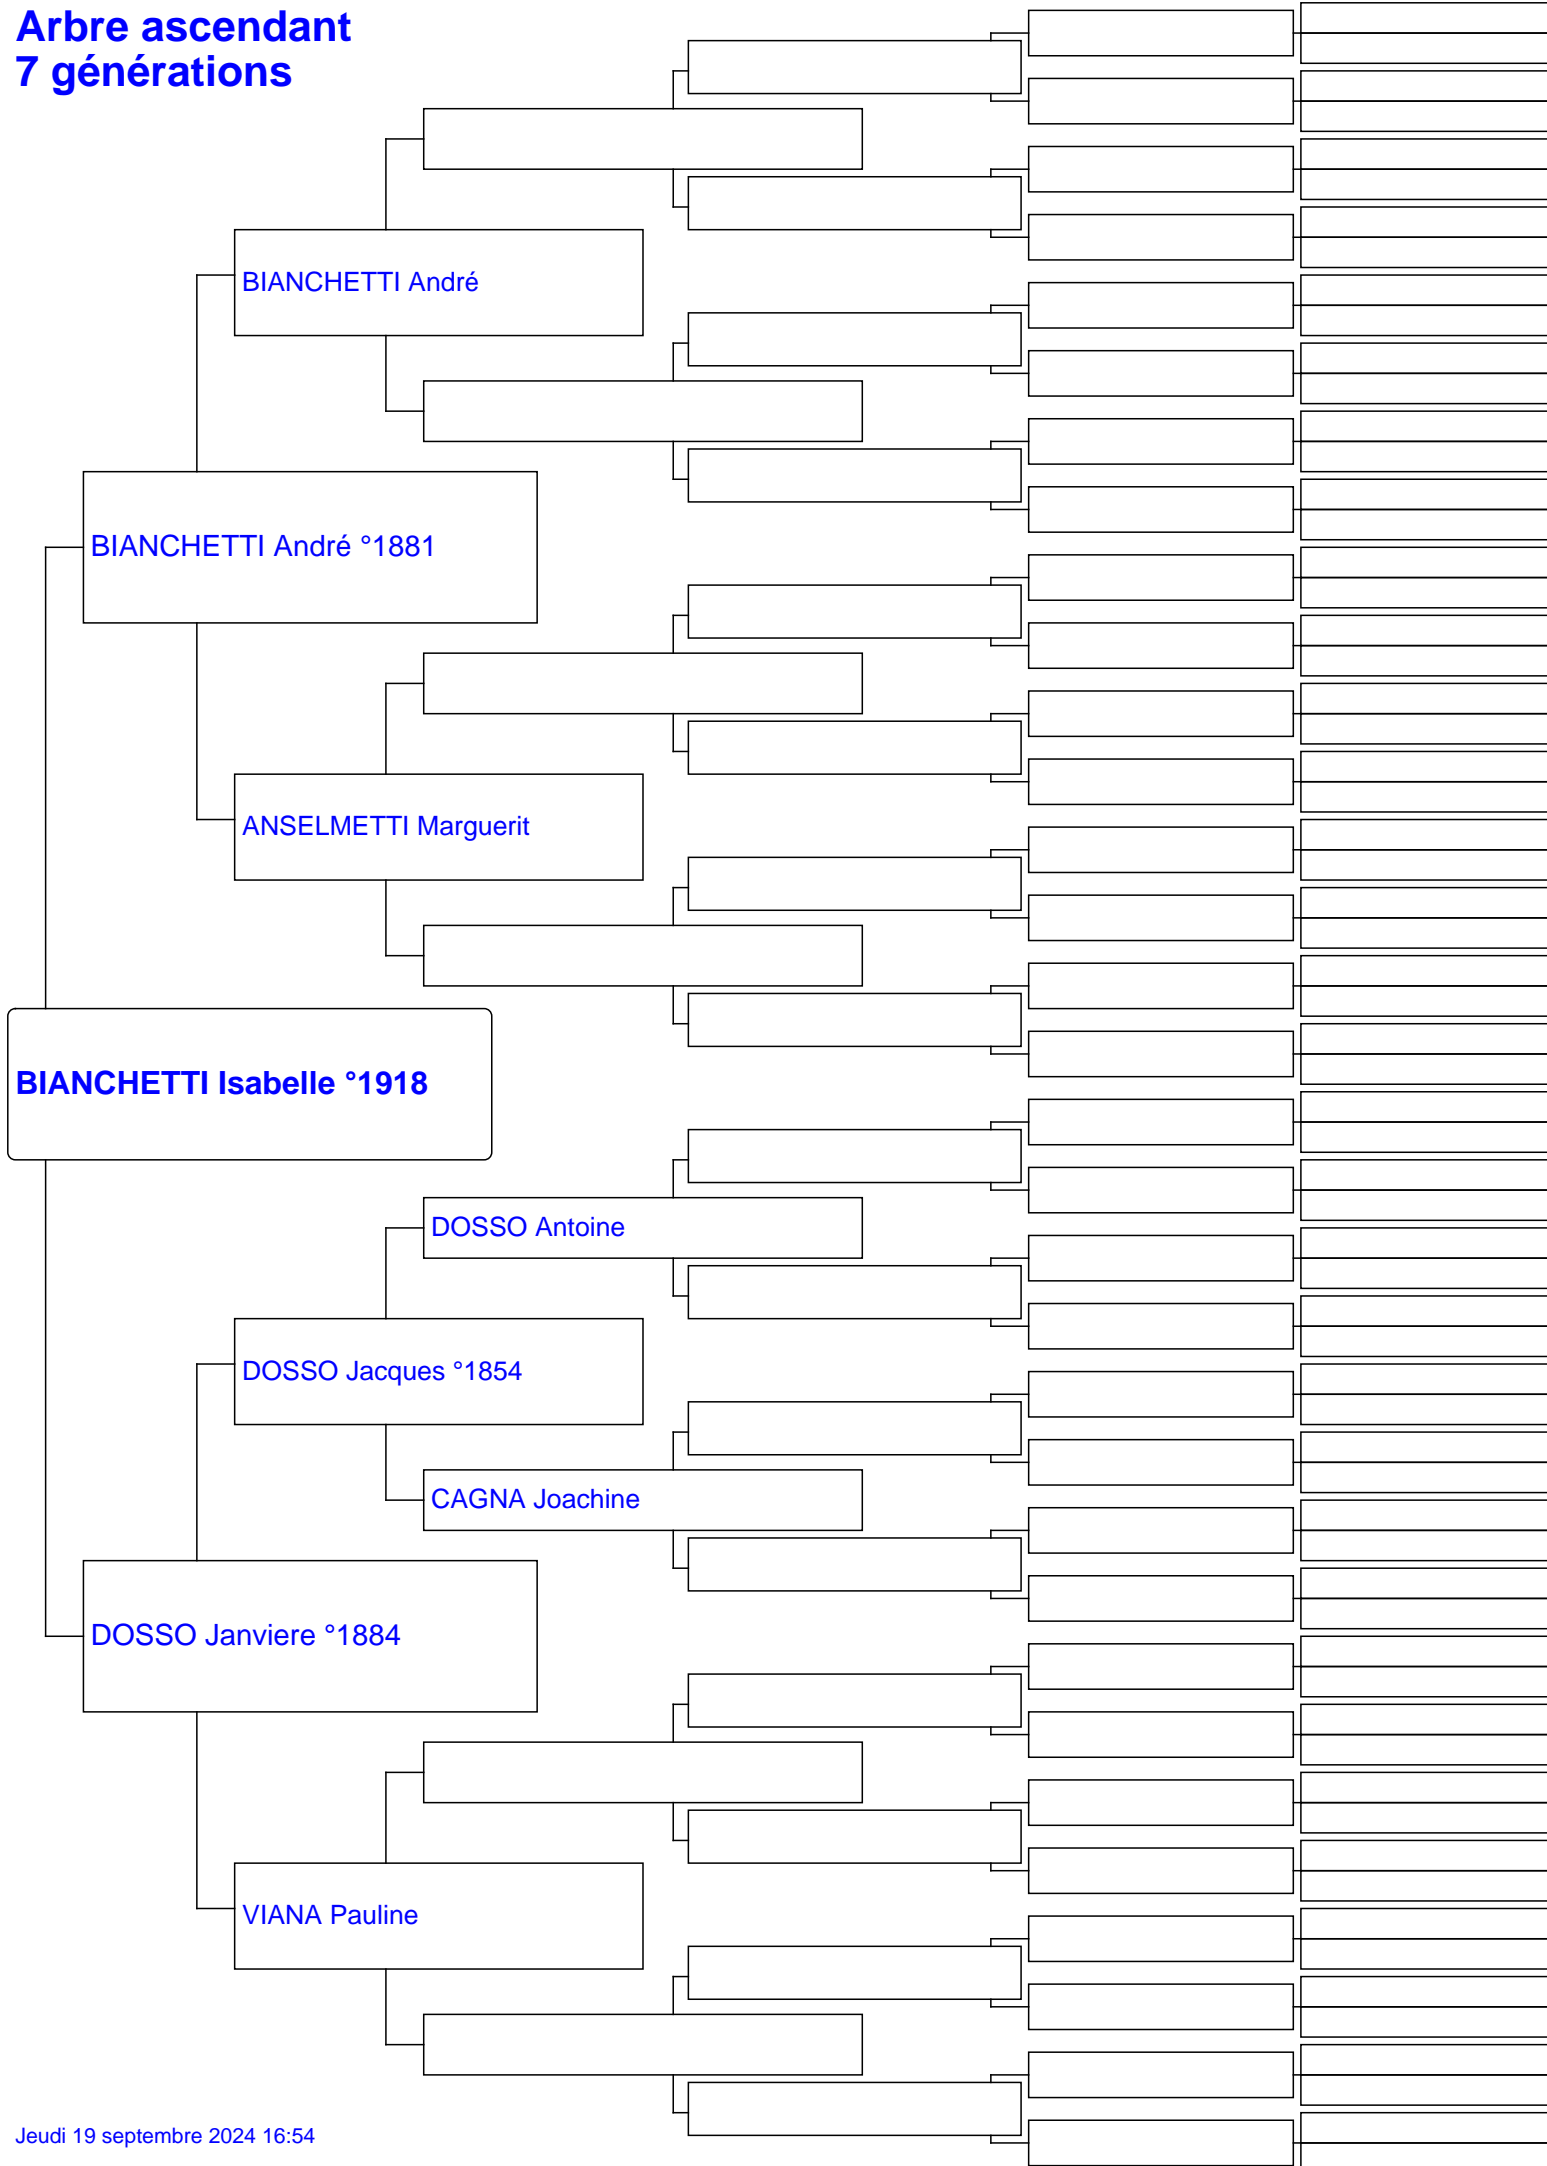 Arbre ascendant
7 générations
BIANCHETTI André
BIANCHETTI André °1881
ANSELMETTI Marguerit
BIANCHETTI Isabelle °1918
DOSSO Antoine
DOSSO Jacques °1854
CAGNA Joachine
DOSSO Janviere °1884
VIANA Pauline
Jeudi 19 septembre 2024 16:54